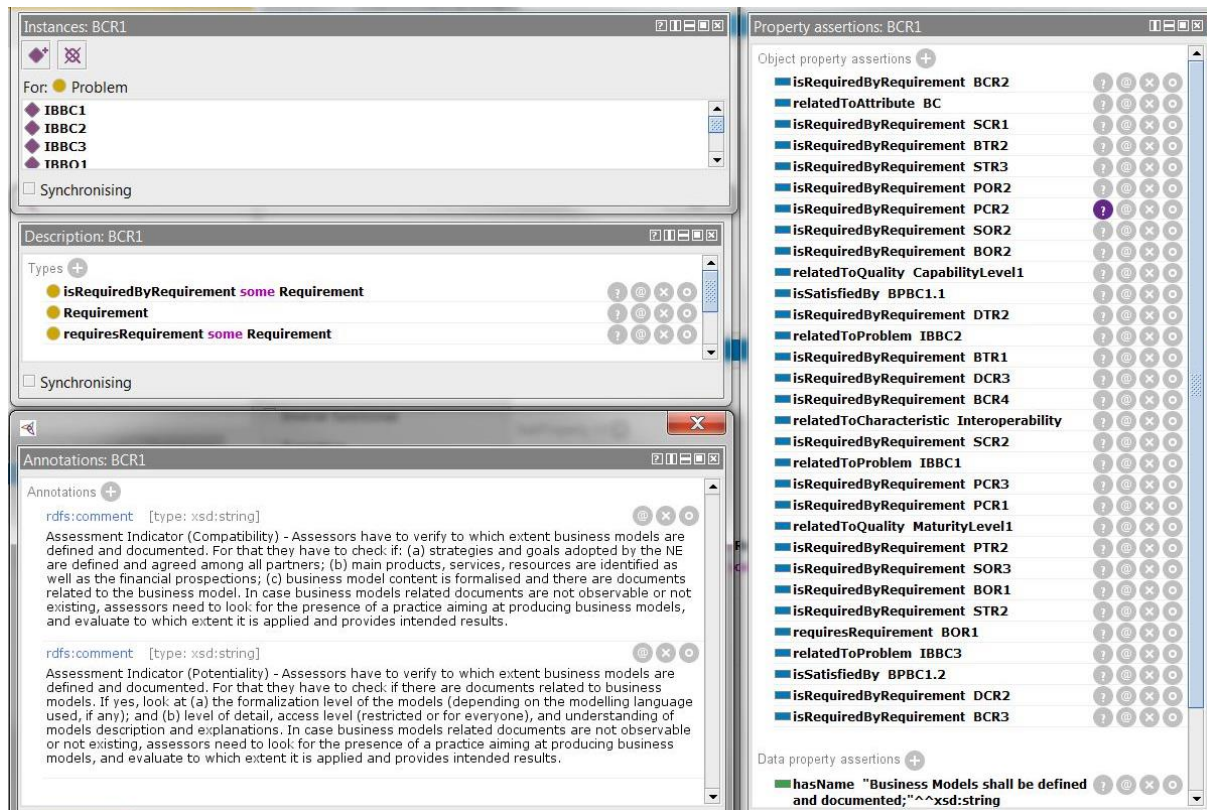 Instances: BCR1
For: Problem
IBBC1
IBBC2
IBBC3
IBBO1
Synchronising
Description: BCR1
Types
isRequiredByRequirement some Requirement
Requirement
requiresRequirement some Requirement
Synchronising
Annotations: BCR1
Annotations
rdfs:comment [type: xsd:string]
Assessment Indicator (Compatibility) - Assessors have to verify to which extent business models are
defined and documented. For that they have to check if: (a) strategies and goals adopted by the NE
are defined and agreed among all partners; (b) main products, services, resources are identified as
well as the financial prospections; (c) business model content is formalised and there are documents
related to the business model. In case business models related documents are not observable or not
existing, assessors need to look for the presence of a practice aiming at producing business models,
and evaluate to which extent it is applied and provides intended results.
rdfs:comment [type: xsd:string]
Assessment Indicator (Potentiality) - Assessors have to verify to which extent business models are
defined and documented. For that they have to check if there are documents related to business
models. If yes, look at (a) the formalization level of the models (depending on the modelling language
used, if any); and (b) level of detail, access level (restricted or for everyone), and understanding of
models description and explanations. In case business models related documents are not observable
or not existing, assessors need to look for the presence of a practice aiming at producing business
models, and evaluate to which extent it is applied and provides intended results.
Property assertions: BCR1
Object property assertions
isRequiredByRequirement BCR2
relatedToAttribute BC
isRequiredByRequirement SCR1
isRequiredByRequirement BTR2
isRequiredByRequirement STR3
isRequiredByRequirement POR2
isRequiredByRequirement PCR2
isRequiredByRequirement SOR2
isRequiredByRequirement BOR2
relatedToQuality CapabilityLevel1
isSatisfiedBy BPBC1.1
isRequiredByRequirement DTR2
relatedToProblem IBBC2
isRequiredByRequirement BTR1
isRequiredByRequirement DCR3
isRequiredByRequirement BCR4
relatedToCharacteristic Interoperability
isRequiredByRequirement SCR2
relatedToProblem IBBC1
isRequiredByRequirement PCR3
isRequiredByRequirement PCR1
relatedToQuality MaturityLevel1
isRequiredByRequirement PTR2
isRequiredByRequirement SOR3
isRequiredByRequirement BOR1
isRequiredByRequirement STR2
requiresRequirement BOR1
relatedToProblem IBBC3
isSatisfiedBy BPBC1.2
isRequiredByRequirement DCR2
isRequiredByRequirement BCR3
Data property assertions
hasName "Business Models shall be defined
and documented;"^^xsd:string